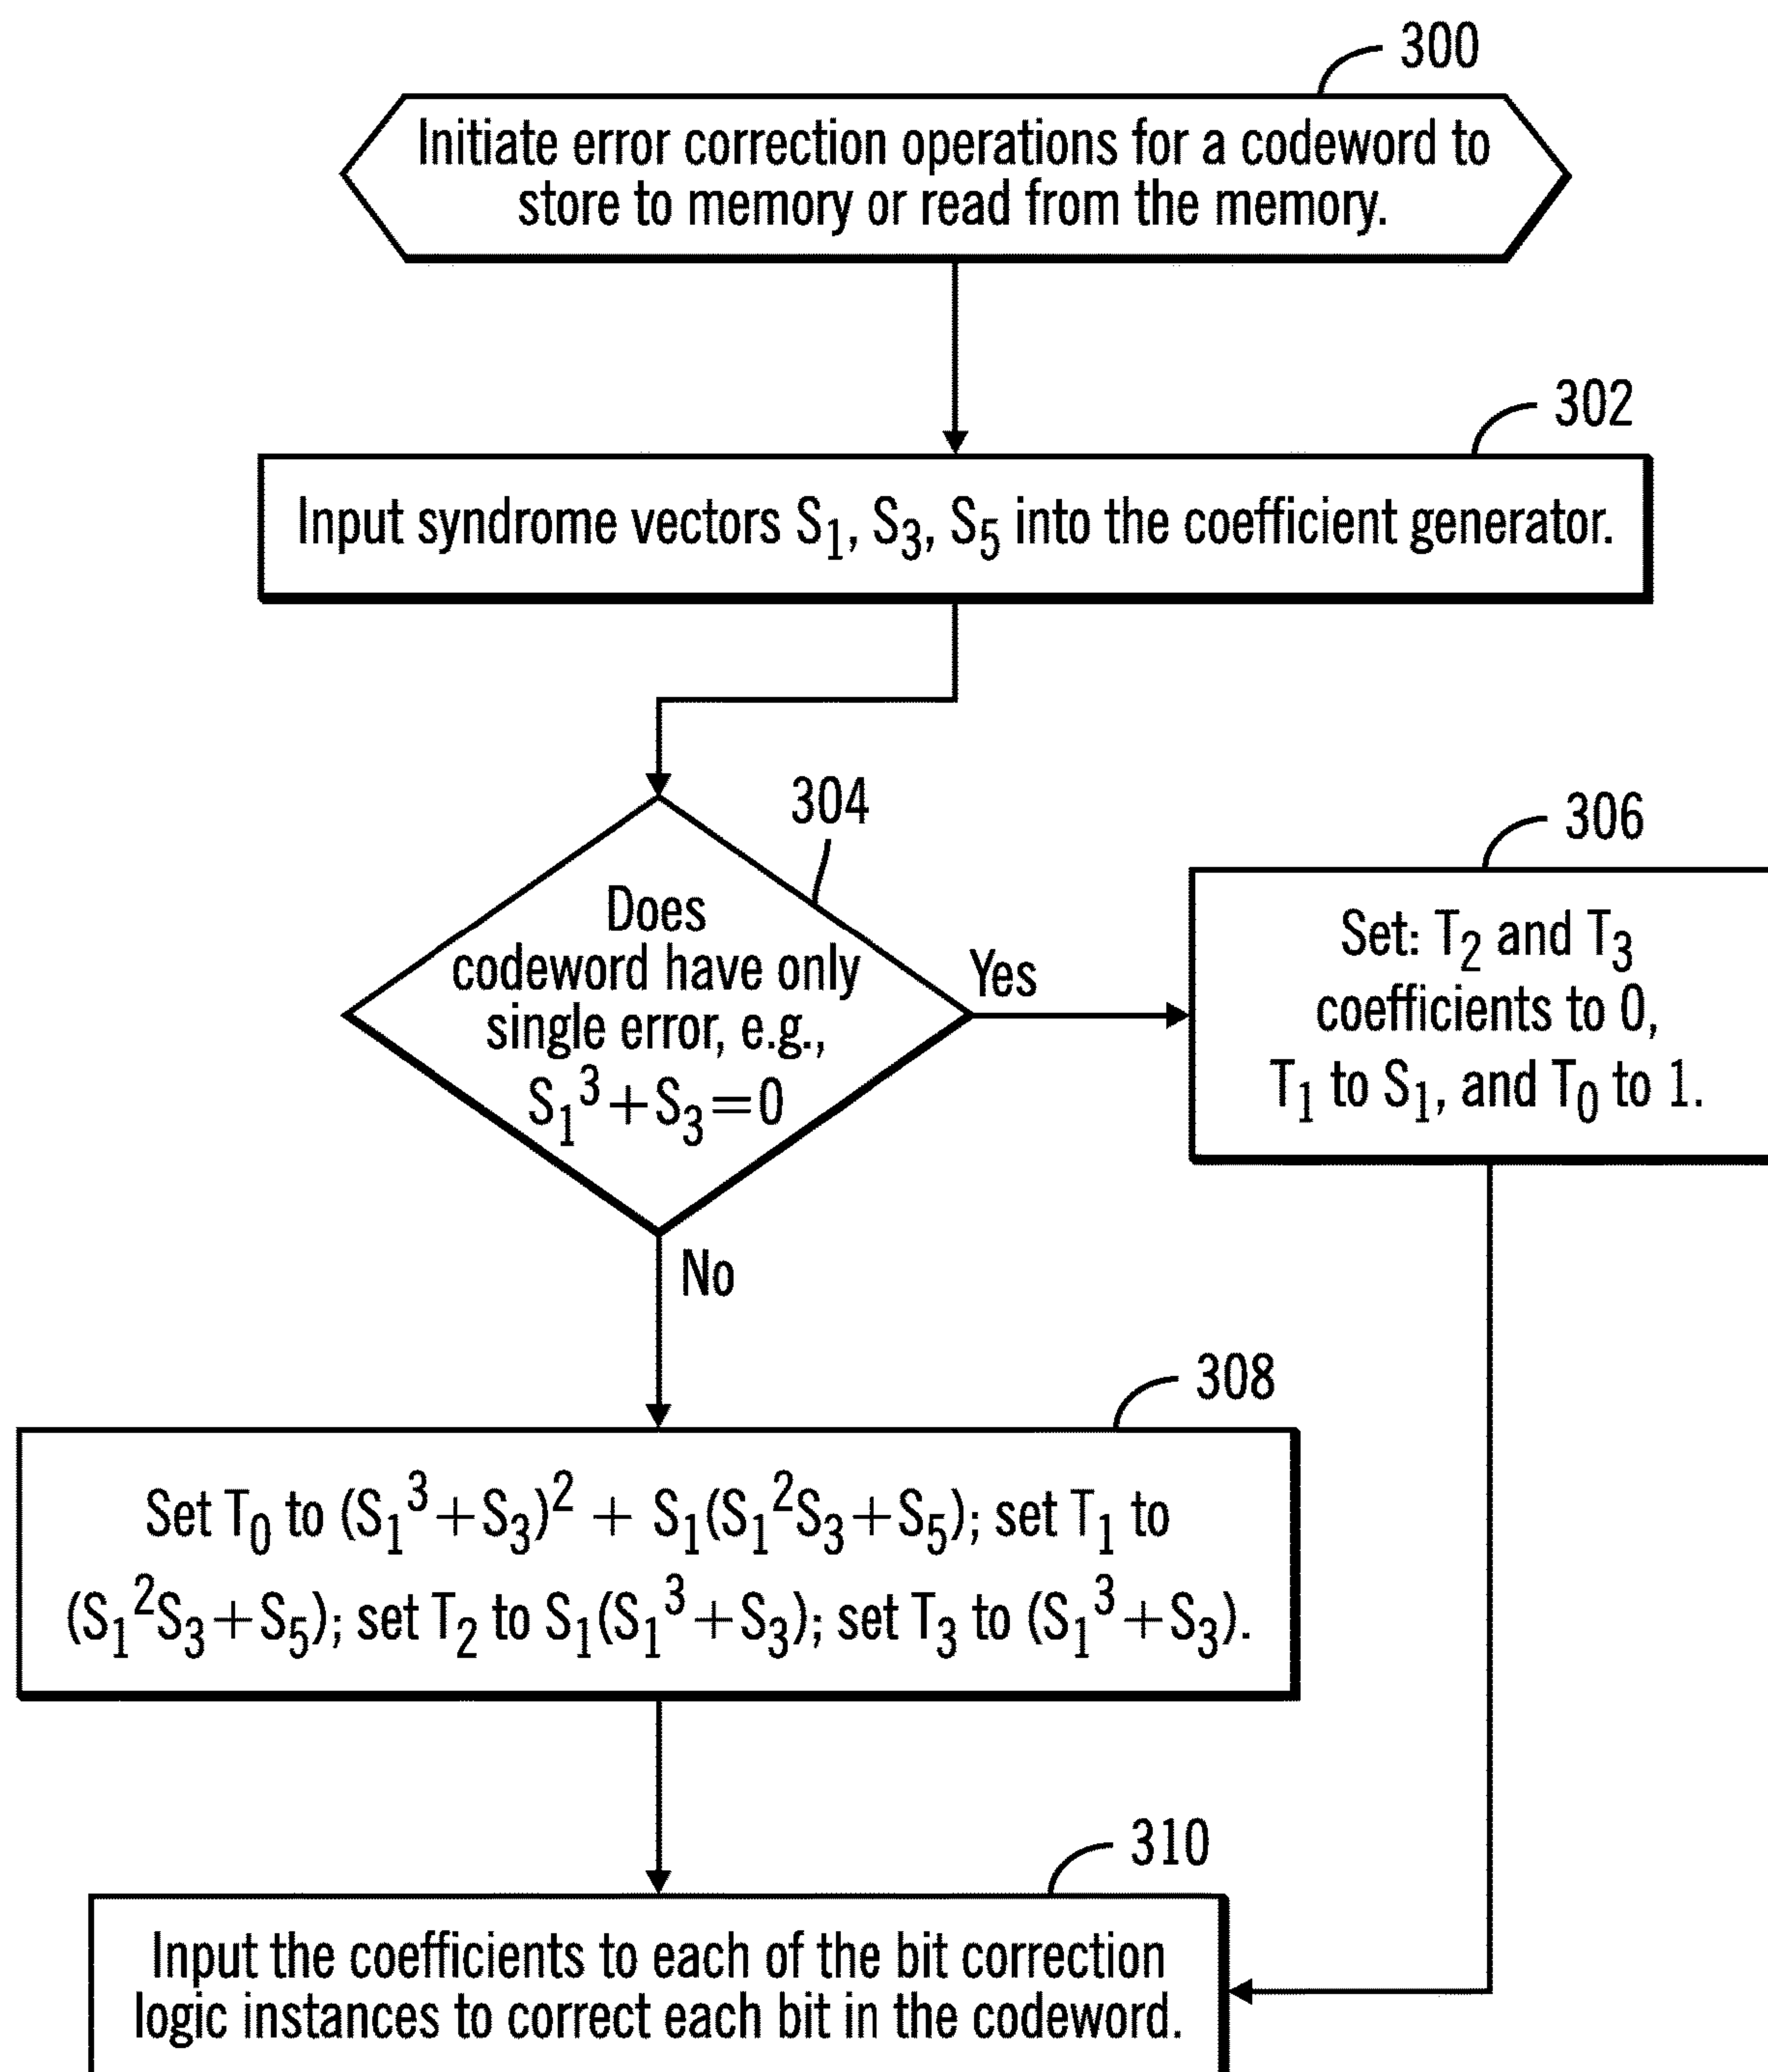 300
Initiate error correction operations for a codeword to
store to memory or read from the memory.
302
Input syndrome vectors S₁, S₃, S₅ into the coefficient generator.
304
Does
codeword have only
single error, e.g.,
S₁³+S₃=0
Yes
306
Set: T₂ and T₃
coefficients to 0,
T₁ to S₁, and T₀ to 1.
No
308
Set T₀ to (S₁³+S₃)² + S₁(S₁²S₃+S₅); set T₁ to
(S₁²S₃+S₅); set T₂ to S₁(S₁³+S₃); set T₃ to (S₁³+S₃).
310
Input the coefficients to each of the bit correction
logic instances to correct each bit in the codeword.